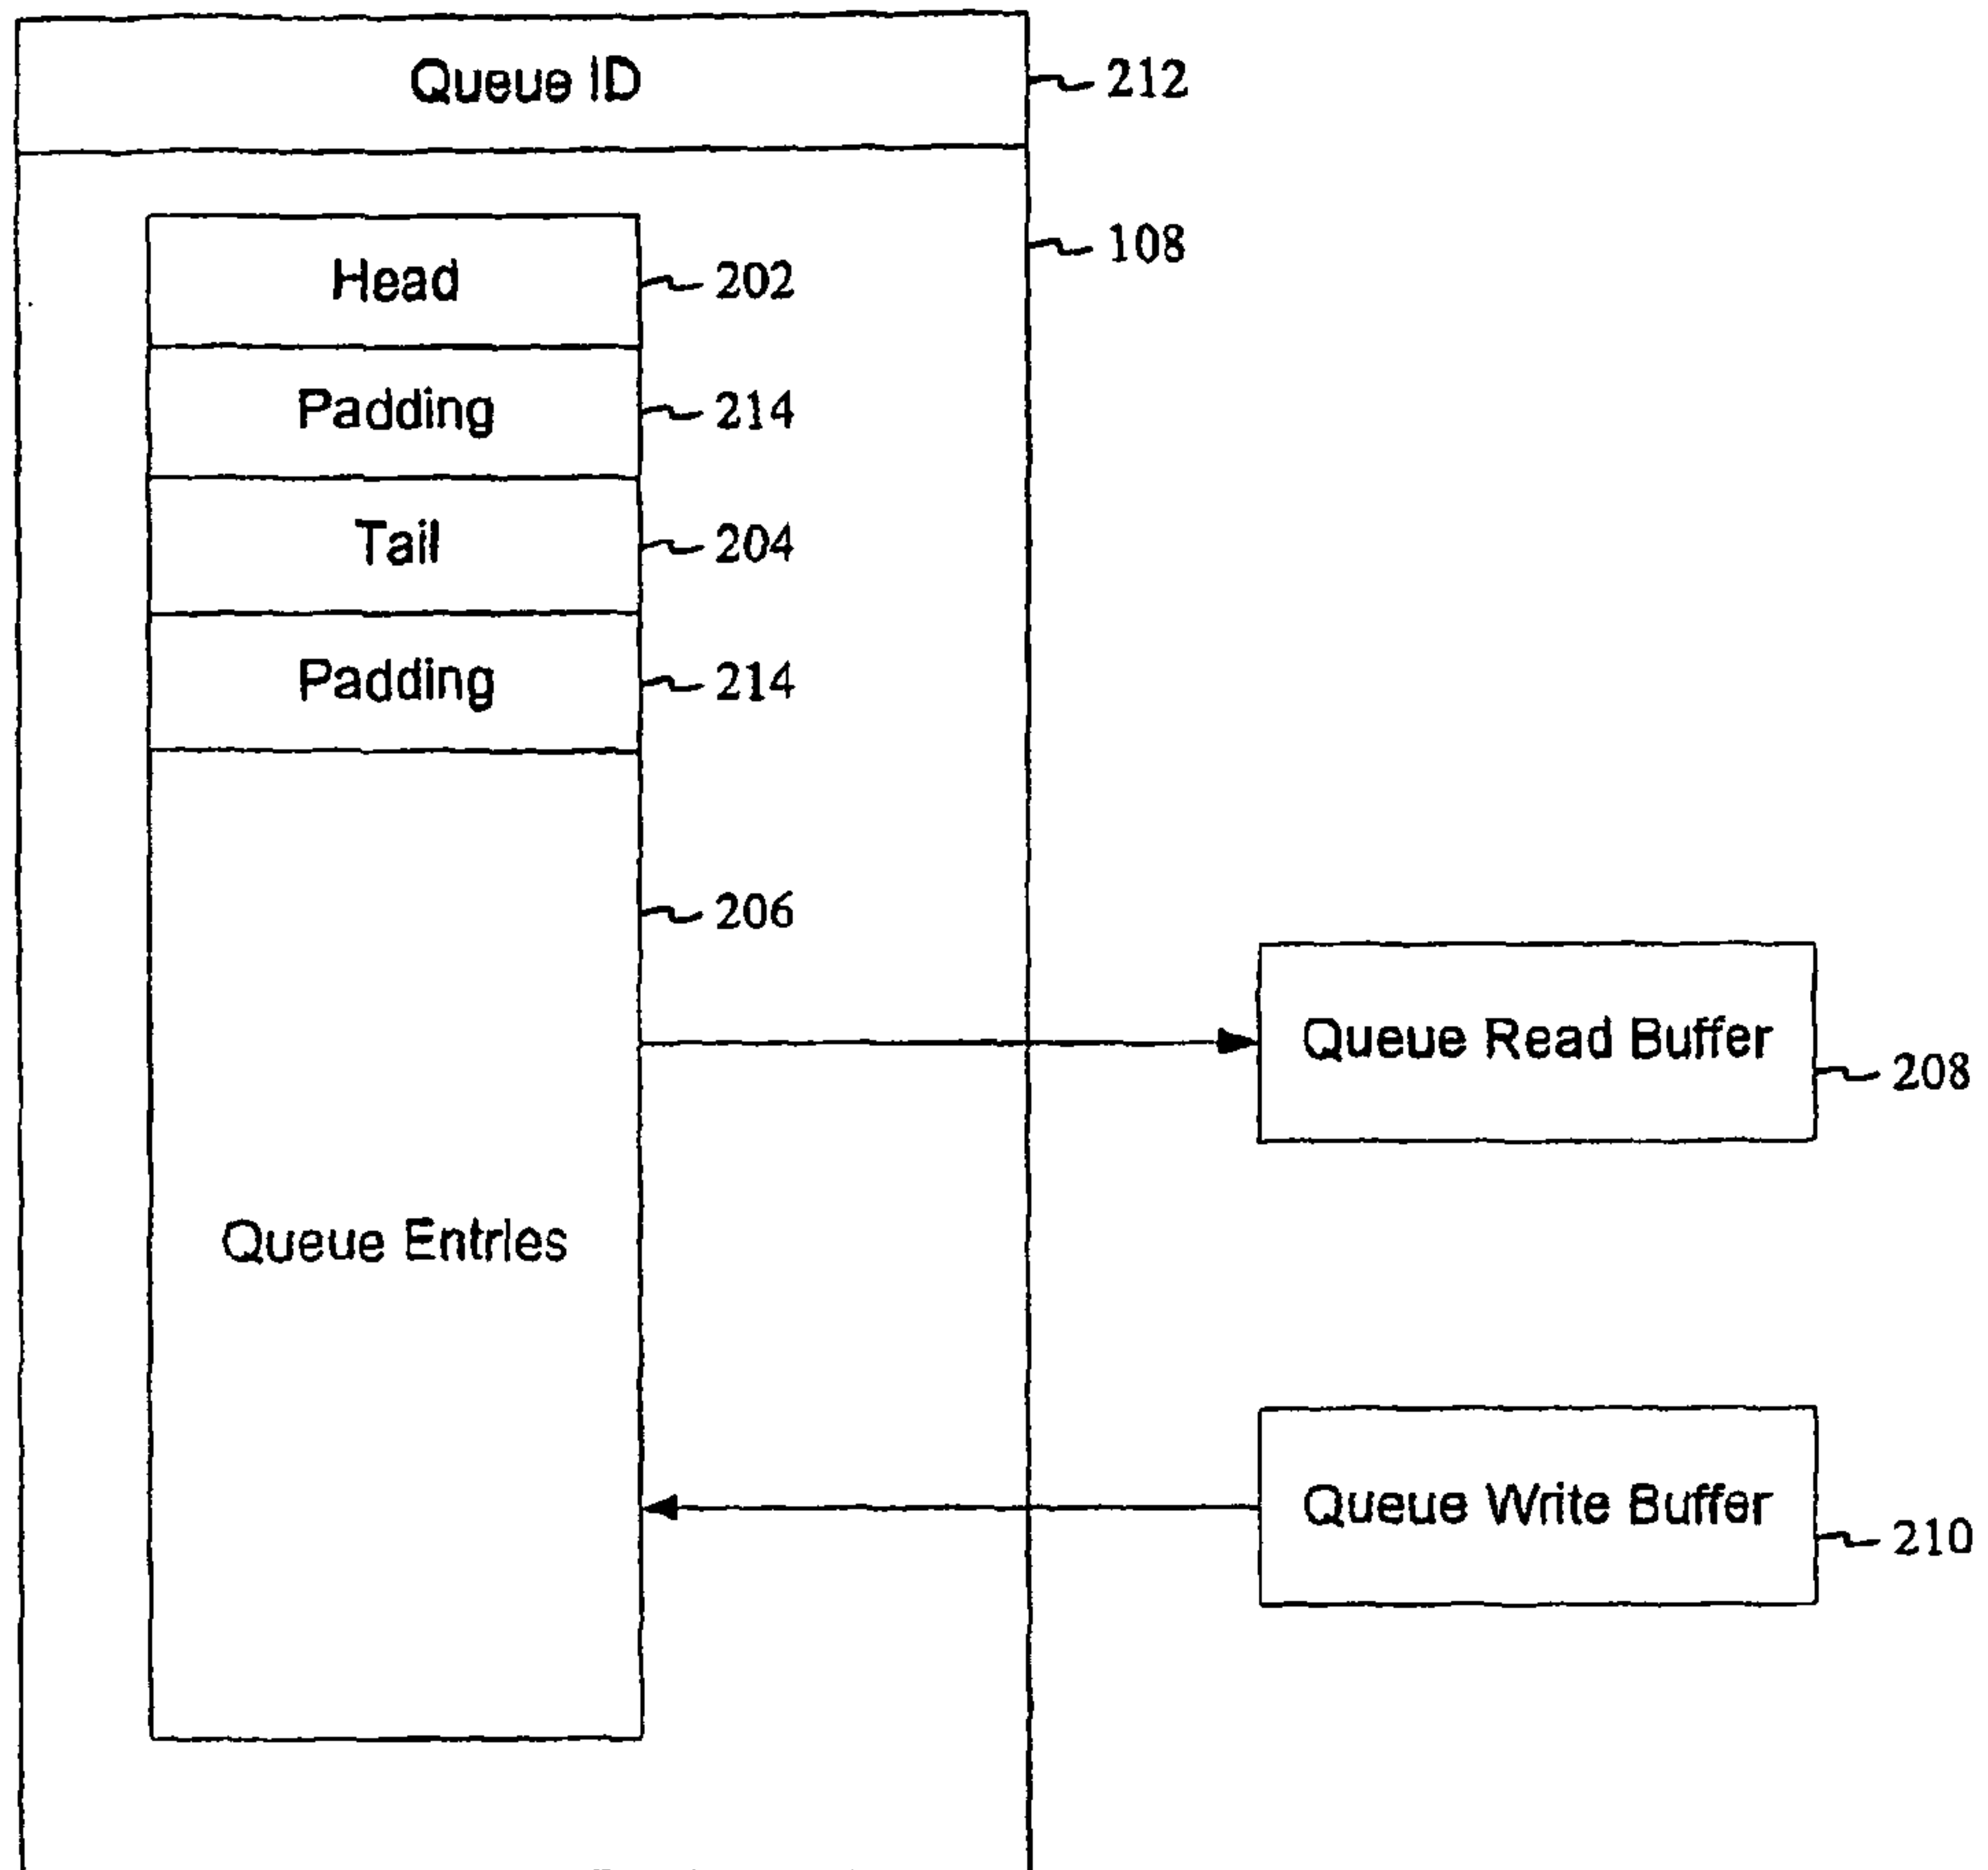 Queue ID
212
108
Head
202
Padding
214
Tail
204
Padding
214
206
Queue Read Buffer
208
Queue Entries
Queue Write Buffer
210